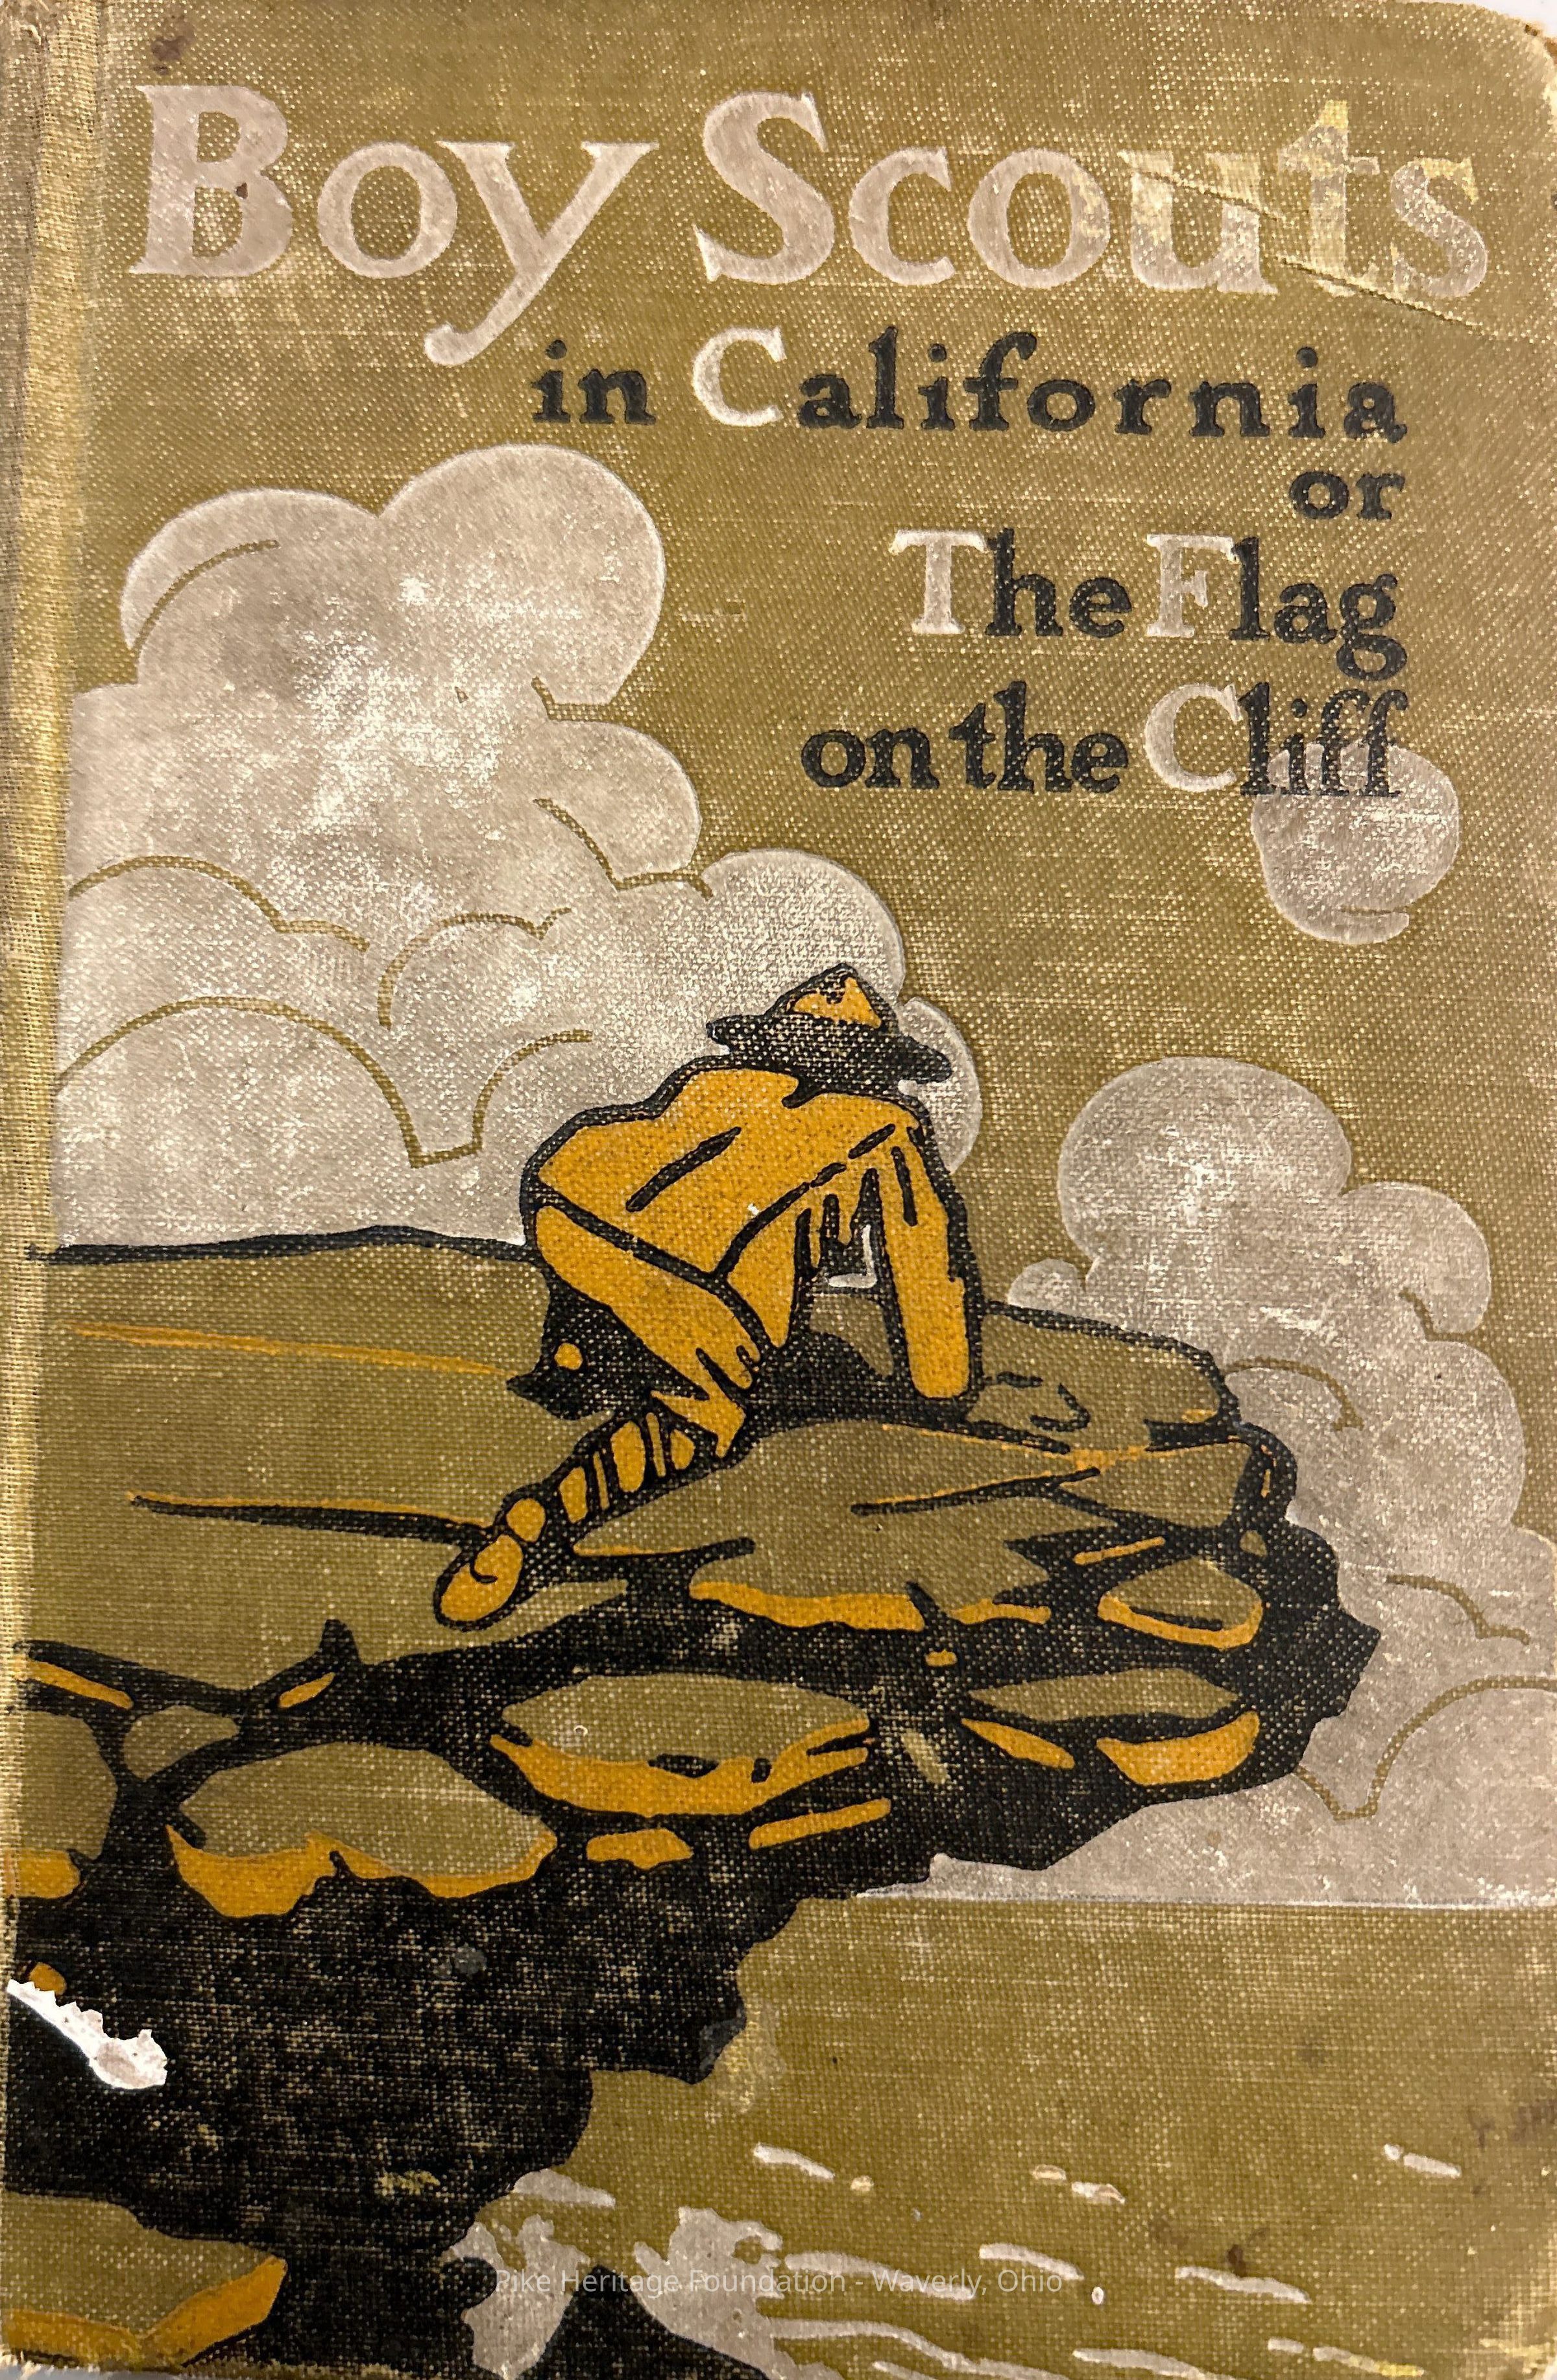 Boy Scouts
in California
or
The Flag
on the Cliff
Pike Heritage Foundation - Waverly, Ohio